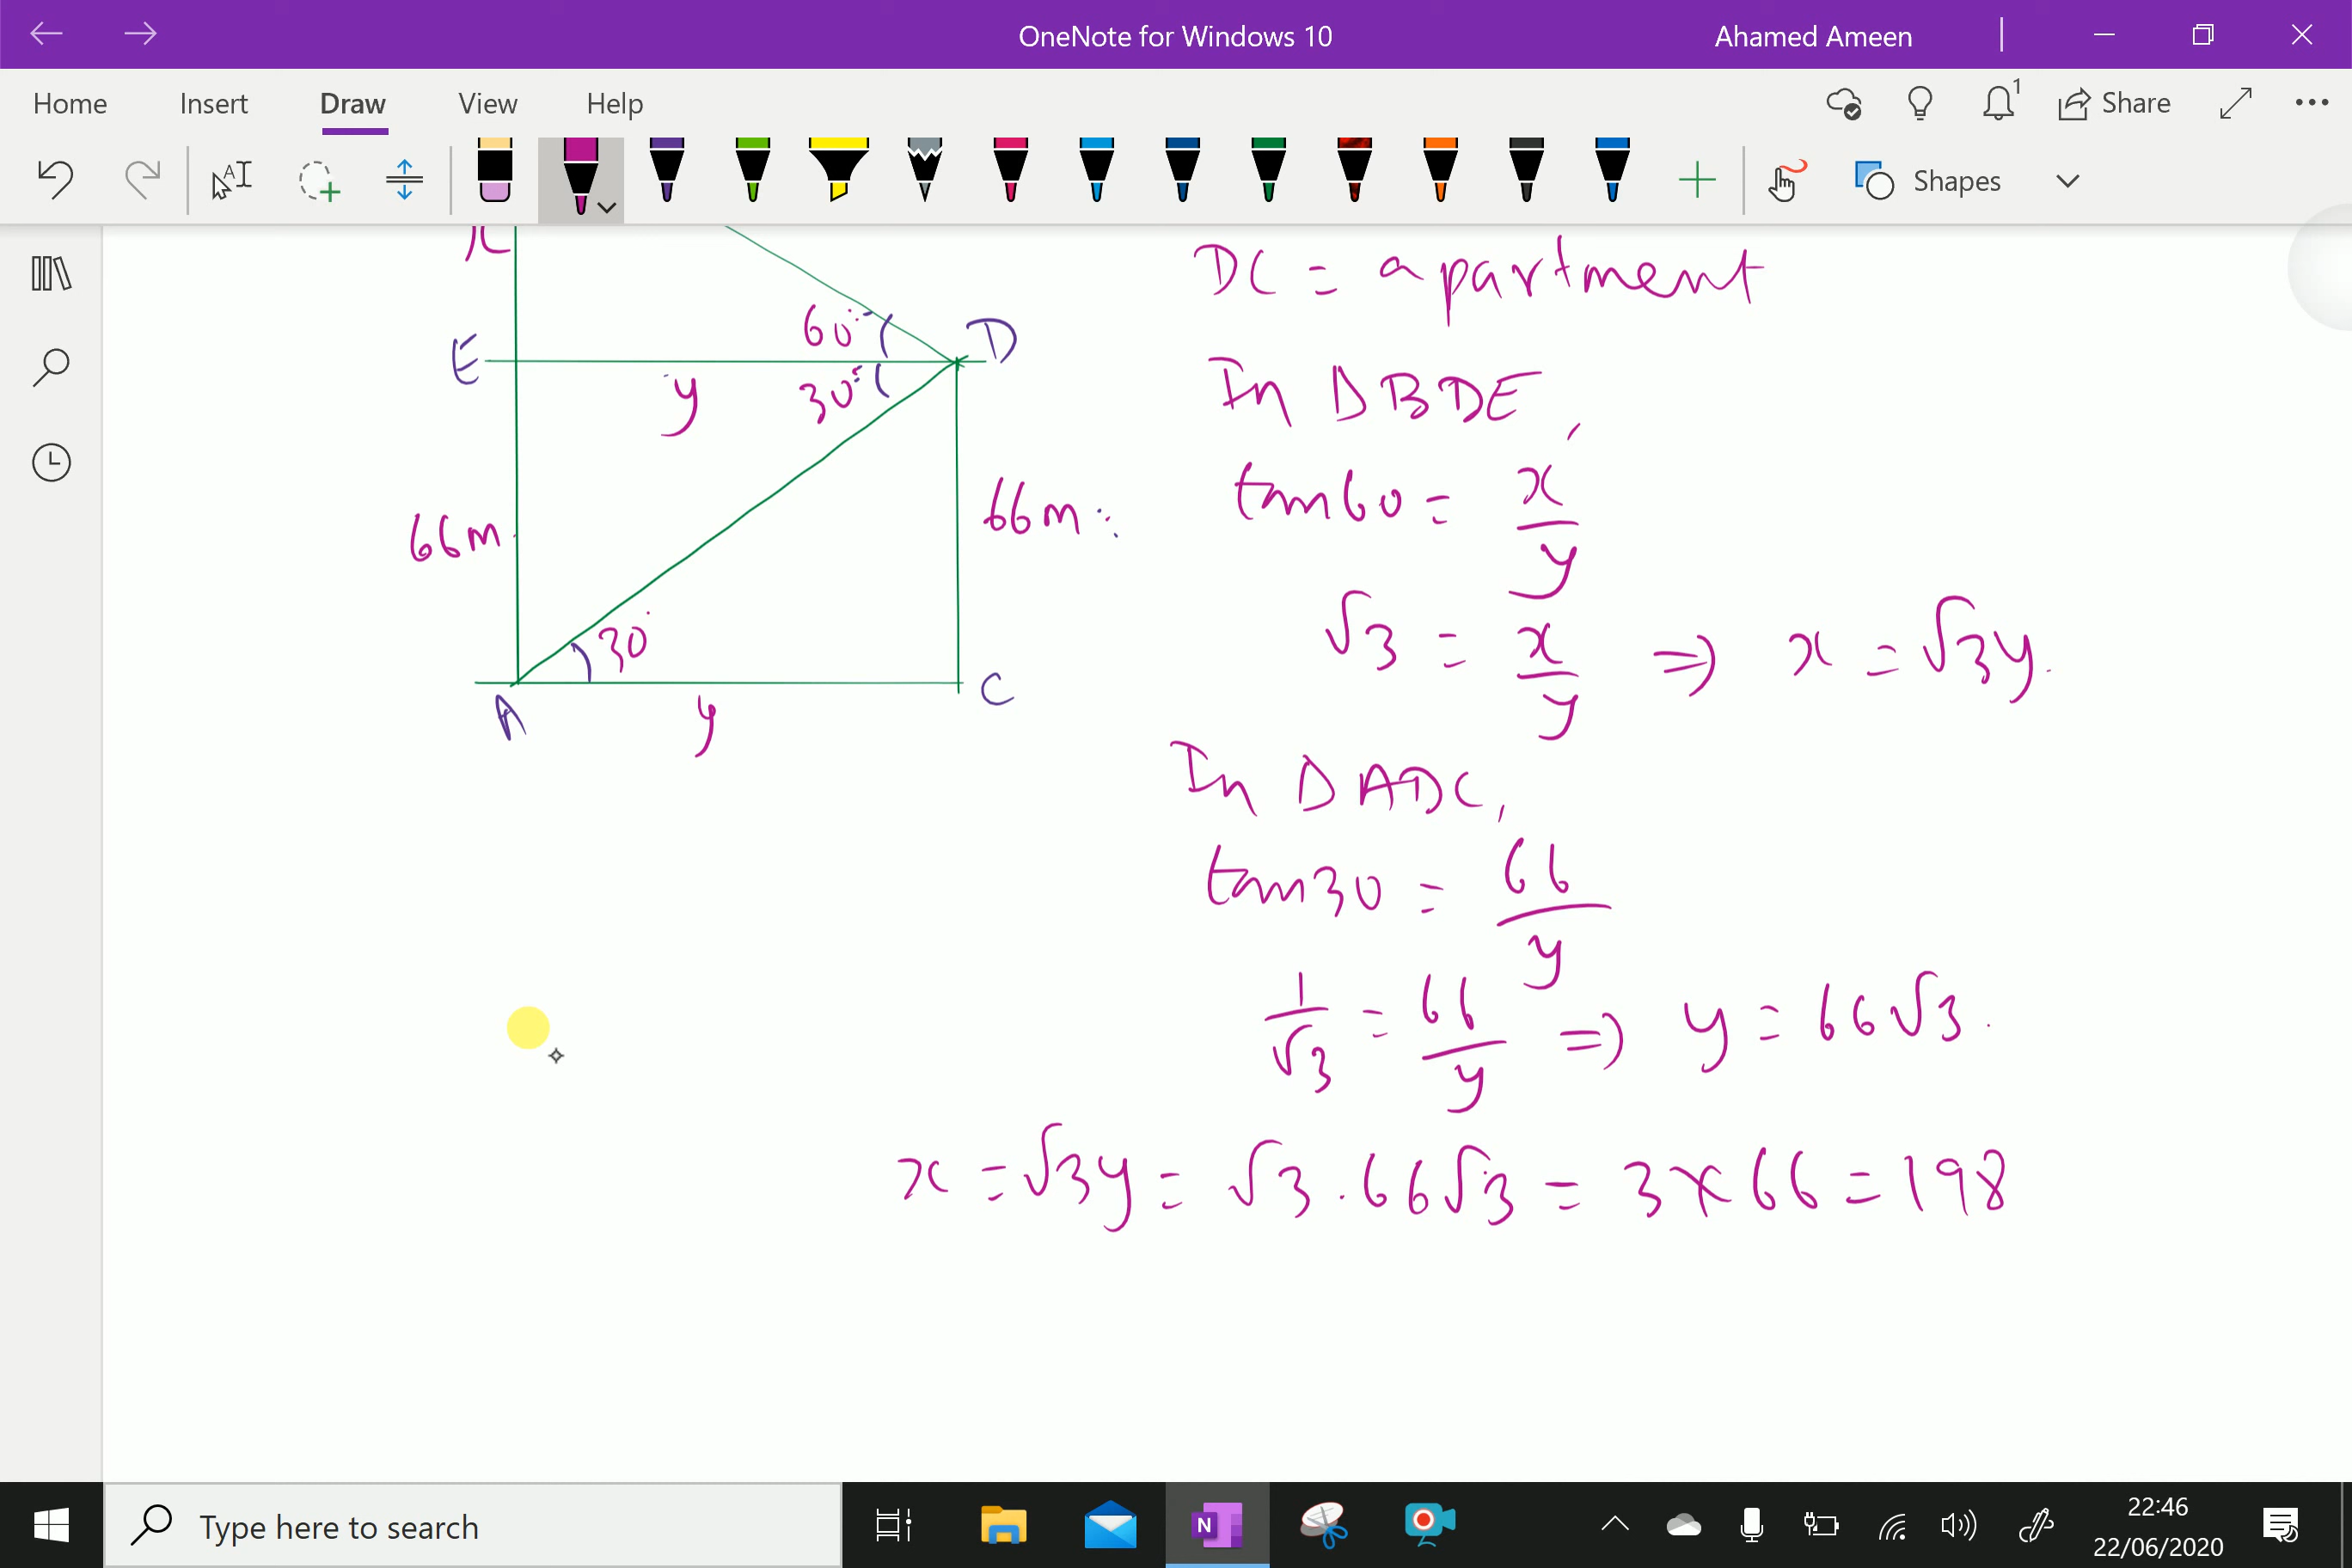 OneNote for Windows 10
Ahamed Ameen
Home Insert Draw View Help
1 Share
Shapes
x
DC = apartment
E 60° D
y 30°
66m
66m
30°
A y C
In ΔBDE,
tan60 = x/y
√3 = x/y ⇒ x = √3y.
In ΔADC,
tan30 = 66/y
1/√3 = 66/y ⇒ y = 66√3.
x = √3y = √3.66√3 = 3×66 = 198
Type here to search
N
22:46
22/06/2020